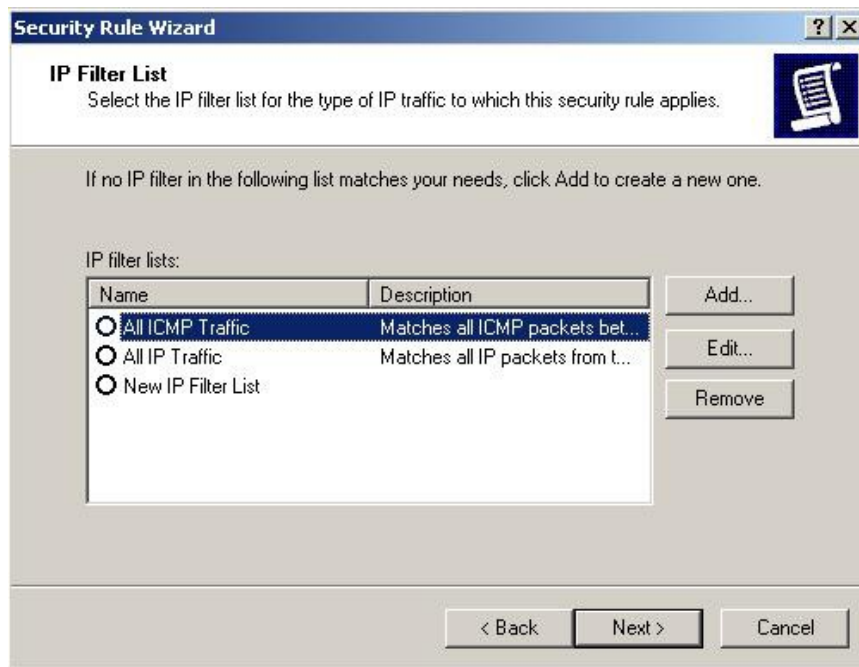 Security Rule Wizard
IP Filter List
Select the IP filter list for the type of IP traffic to which this security rule applies.
If no IP filter in the following list matches your needs, click Add to create a new one.
IP filter lists:
Name Description
All ICMP Traffic Matches all ICMP packets bet...
All IP Traffic Matches all IP packets from t...
New IP Filter List
Add...
Edit...
Remove
< Back Next > Cancel